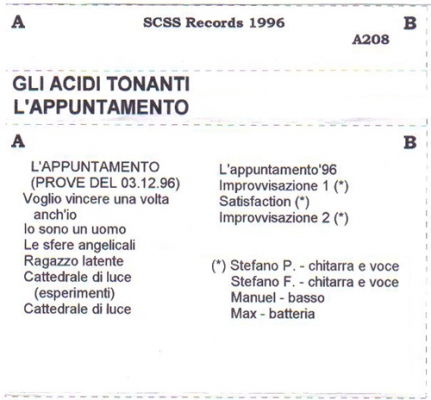 A SCSS Records 1996 B
A208
GLI ACIDI TONANTI
L'APPUNTAMENTO
A B
L'APPUNTAMENTO
(PROVE DEL 03.12.96)
Voglio vincere una volta
anch'io
Io sono un uomo
Le sfere angelicali
Ragazzo latente
Cattedrale di luce
(esperimenti)
Cattedrale di luce
L'appuntamento'96
Improvvisazione 1 (*)
Satisfaction (*)
Improvvisazione 2 (*)
(*) Stefano P. - chitarra e voce
Stefano F. - chitarra e voce
Manuel - basso
Max - batteria